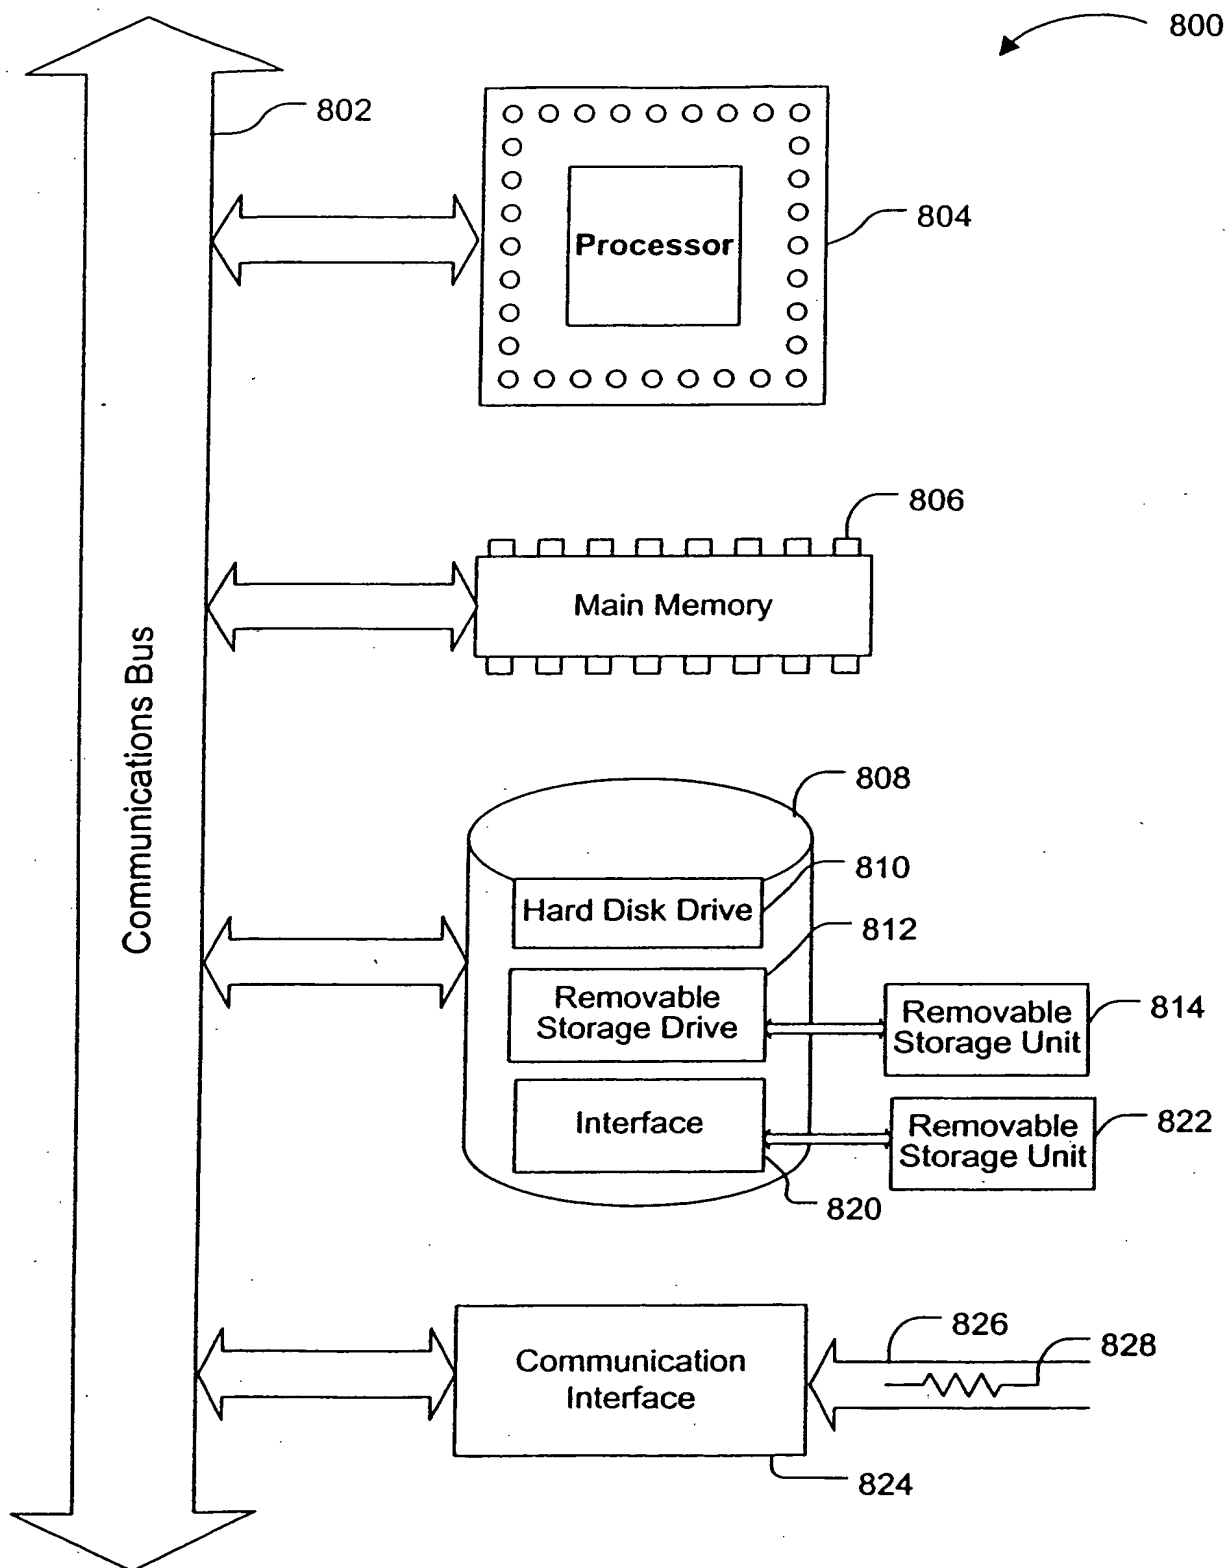 800
802
804
Processor
806
Main Memory
Communications Bus
808
810
Hard Disk Drive
812
Removable
Storage Drive
Removable
Storage Unit
814
Interface
Removable
Storage Unit
822
820
826
828
Communication
Interface
824